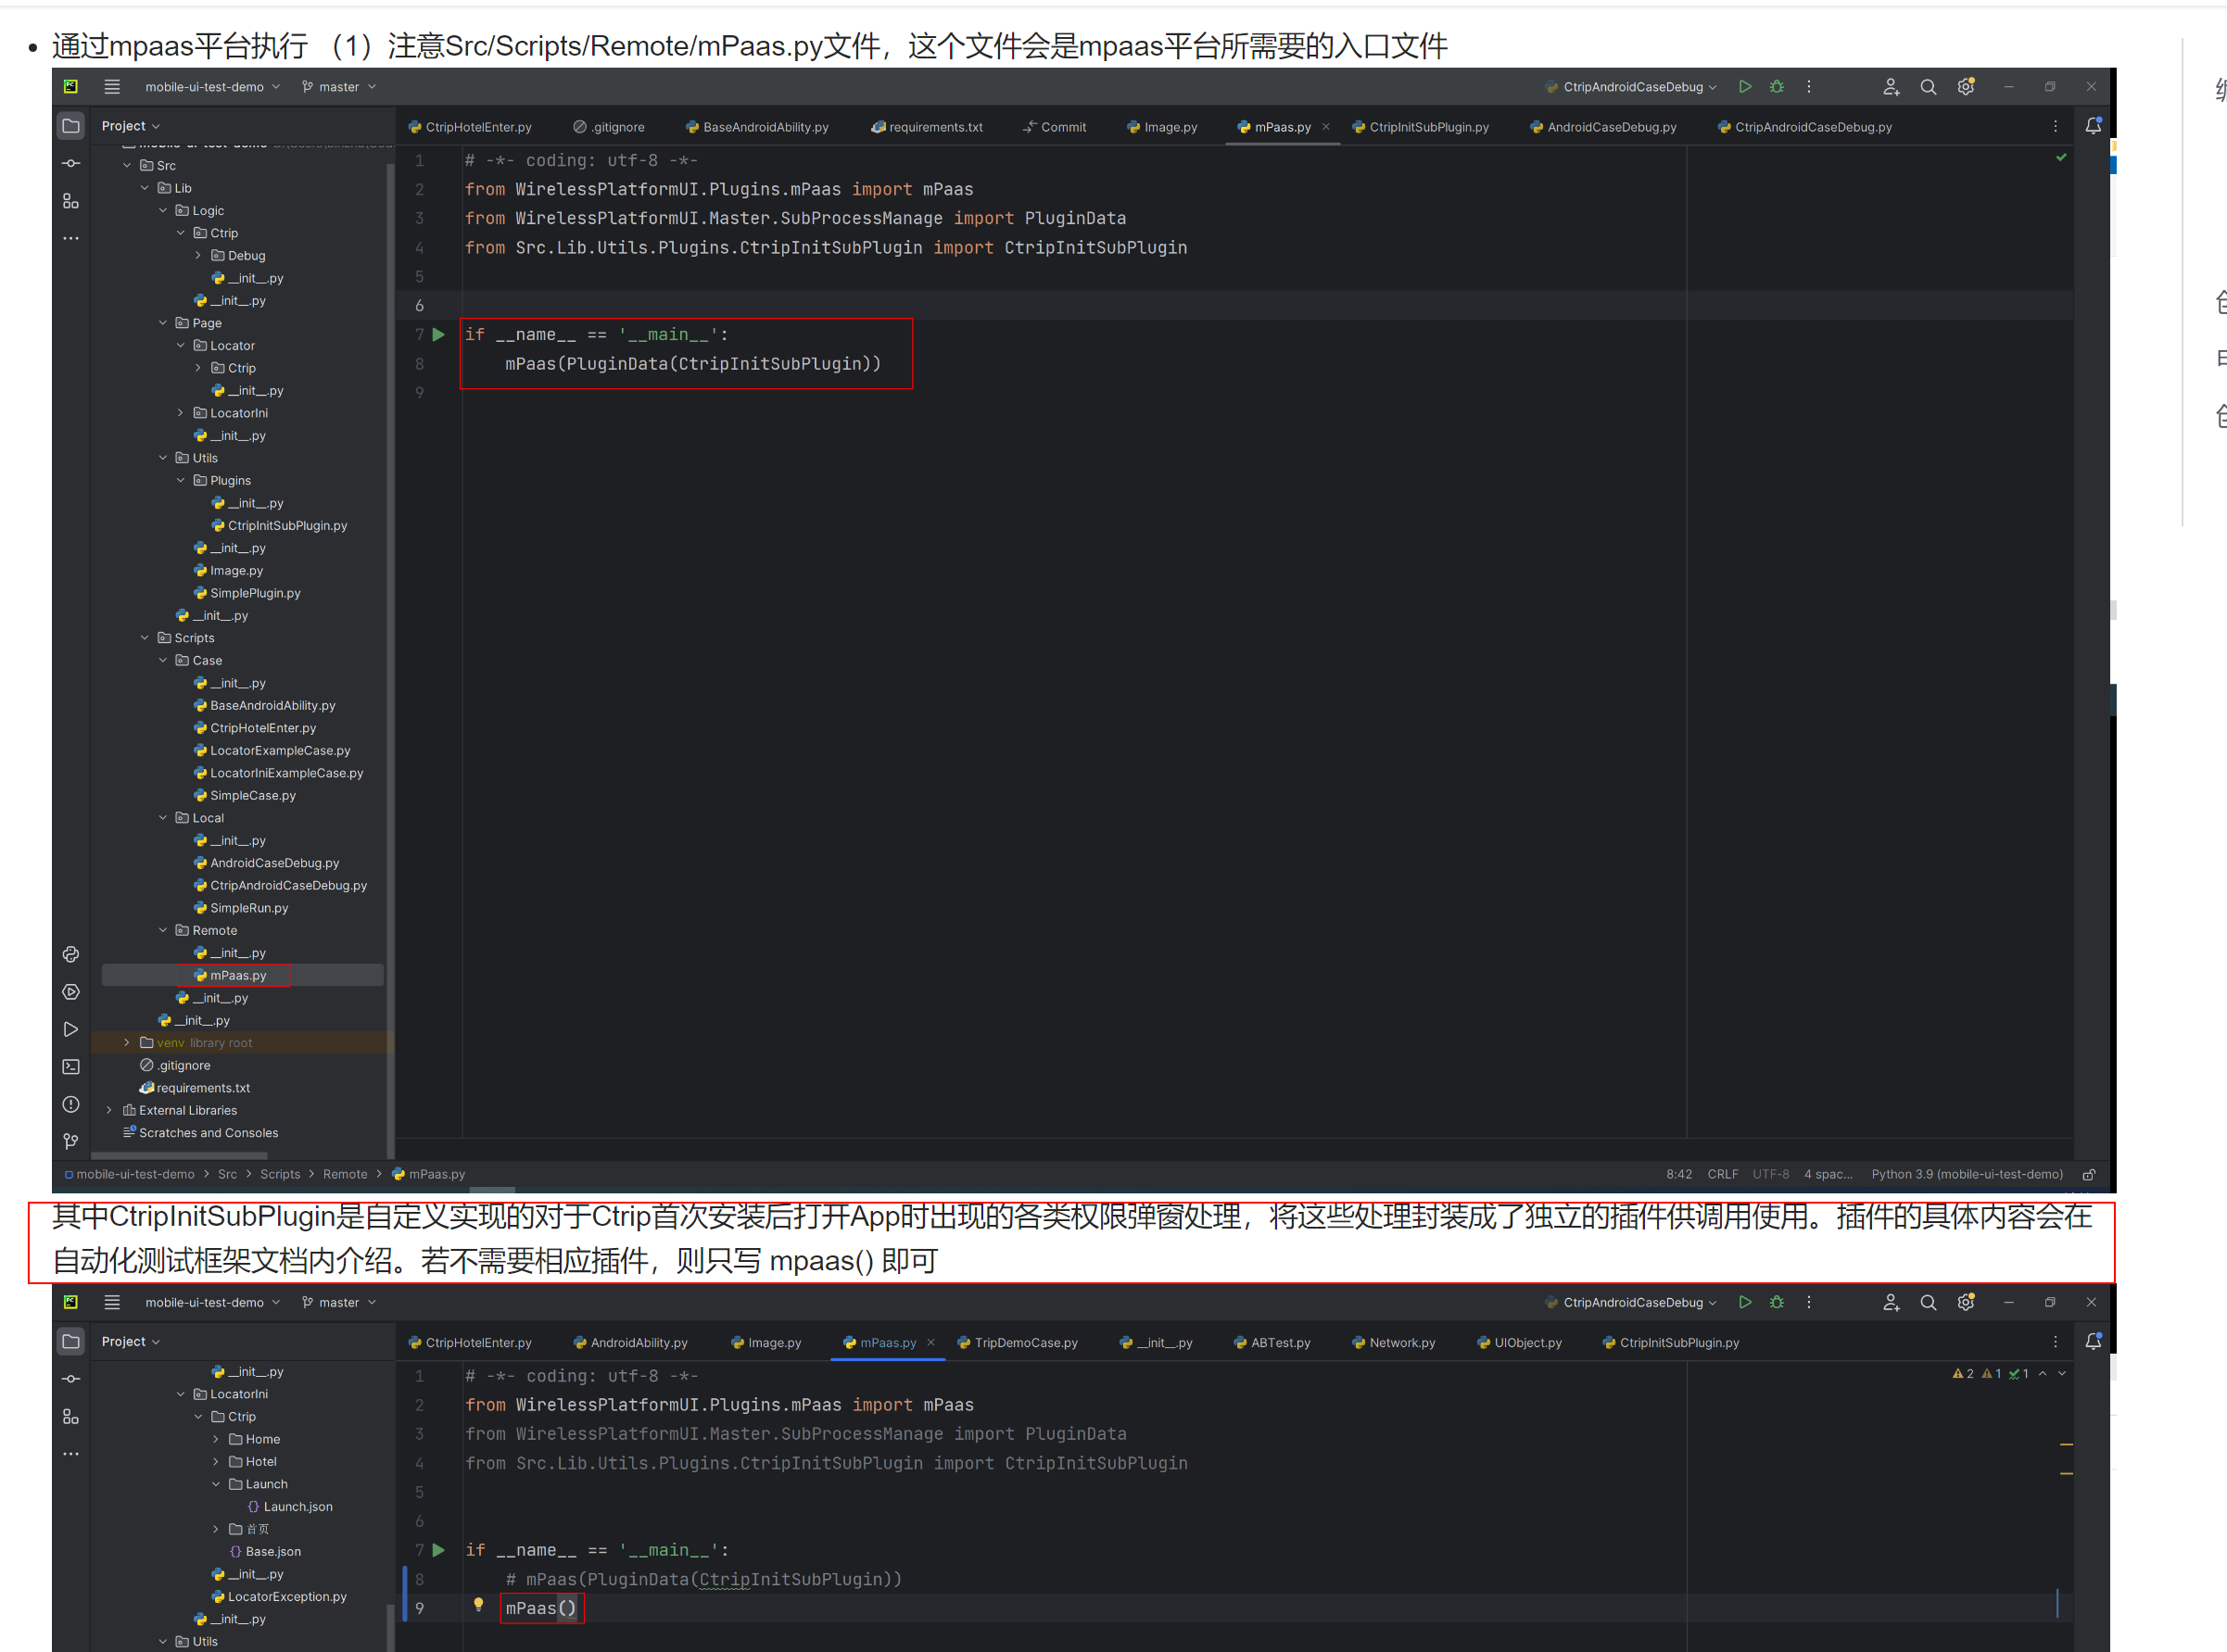 通过mpaas平台执行 （1）注意Src/Scripts/Remote/mPaas.py文件，这个文件会是mpaas平台所需要的入口文件
mobile-ui-test-demo master CtripAndroidCaseDebug
Project
CtripHotelEnter.py .gitignore BaseAndroidAbility.py requirements.txt Commit Image.py mPaas.py CtripInitSubPlugin.py AndroidCaseDebug.py CtripAndroidCaseDebug.py
Src
Lib
Logic
Ctrip
Debug
__init__.py
__init__.py
Page
Locator
Ctrip
__init__.py
LocatorIni
__init__.py
Utils
Plugins
__init__.py
CtripInitSubPlugin.py
__init__.py
Image.py
SimplePlugin.py
__init__.py
Scripts
Case
__init__.py
BaseAndroidAbility.py
CtripHotelEnter.py
LocatorExampleCase.py
LocatorIniExampleCase.py
SimpleCase.py
Local
__init__.py
AndroidCaseDebug.py
CtripAndroidCaseDebug.py
SimpleRun.py
Remote
__init__.py
mPaas.py
__init__.py
__init__.py
venv library root
.gitignore
requirements.txt
External Libraries
Scratches and Consoles
1 # -*- coding: utf-8 -*-
2 from WirelessPlatformUI.Plugins.mPaas import mPaas
3 from WirelessPlatformUI.Master.SubProcessManage import PluginData
4 from Src.Lib.Utils.Plugins.CtripInitSubPlugin import CtripInitSubPlugin
5
6
7 if __name__ == '__main__':
8 mPaas(PluginData(CtripInitSubPlugin))
9
mobile-ui-test-demo > Src > Scripts > Remote > mPaas.py 8:42 CRLF UTF-8 4 spac... Python 3.9 (mobile-ui-test-demo)
其中CtripInitSubPlugin是自定义实现的对于Ctrip首次安装后打开App时出现的各类权限弹窗处理，将这些处理封装成了独立的插件供调用使用。插件的具体内容会在
自动化测试框架文档内介绍。若不需要相应插件，则只写 mpaas() 即可
mobile-ui-test-demo master CtripAndroidCaseDebug
Project
CtripHotelEnter.py AndroidAbility.py Image.py mPaas.py TripDemoCase.py __init__.py ABTest.py Network.py UIObject.py CtripInitSubPlugin.py
__init__.py
LocatorIni
Ctrip
Home
Hotel
Launch
Launch.json
首页
Base.json
__init__.py
LocatorException.py
__init__.py
Utils
2 1 1
1 # -*- coding: utf-8 -*-
2 from WirelessPlatformUI.Plugins.mPaas import mPaas
3 from WirelessPlatformUI.Master.SubProcessManage import PluginData
4 from Src.Lib.Utils.Plugins.CtripInitSubPlugin import CtripInitSubPlugin
5
6
7 if __name__ == '__main__':
8 # mPaas(PluginData(CtripInitSubPlugin))
9 mPaas()